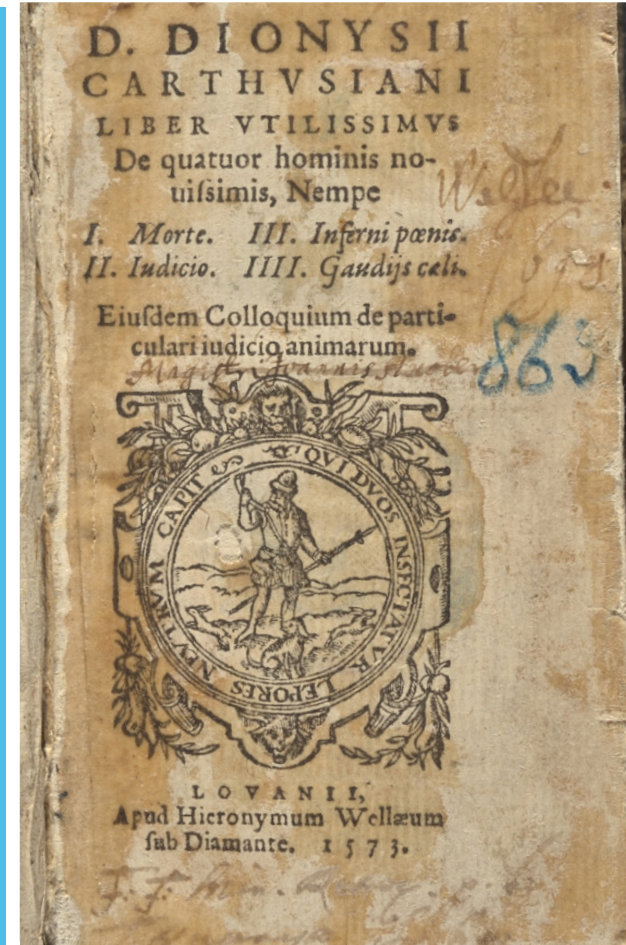 D. DIONYSII
CARTHVSIANI
LIBER VTILISSIMVS
De quatuor hominis no-
uiſsimis, Nempe
I. Morte. III. Inferni pœnis.
II. Iudicio. IIII. Gaudijs cœli.
Eiuſdem Colloquium de parti-
culari iudicio animarum.
863
QVI DVOS INSECTATVR LEPORES NEVTRVM CAPIT
LOVANII,
Apud Hieronymum Wellæum
ſub Diamante. 1573.